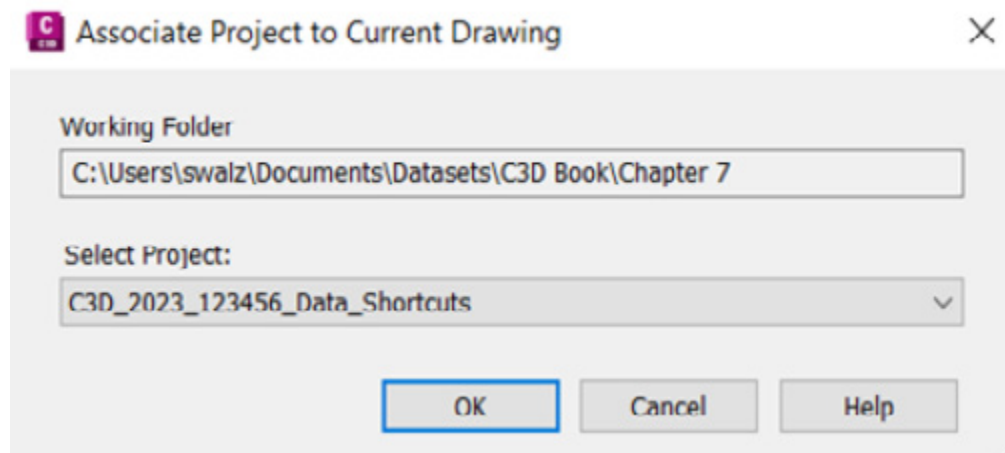 C
C3D
Associate Project to Current Drawing
Working Folder
C:\Users\swalz\Documents\Datasets\C3D Book\Chapter 7
Select Project:
C3D_2023_123456_Data_Shortcuts
OK Cancel Help